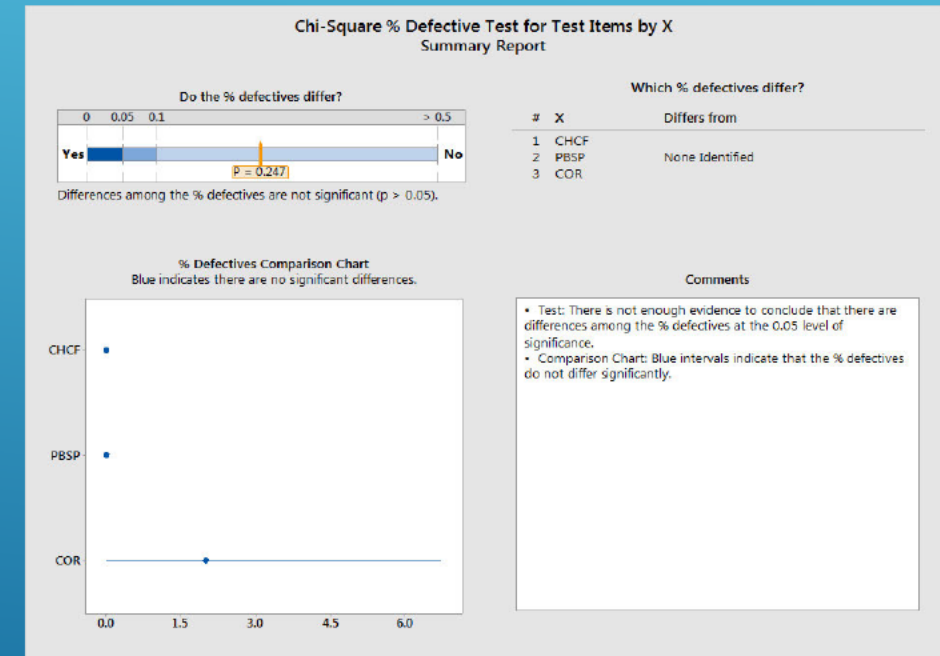 Chi-Square % Defective Test for Test Items by X
Summary Report
Do the % defectives differ?
0 0.05 0.1 > 0.5
Yes No
P = 0.247
Differences among the % defectives are not significant (p > 0.05).
Which % defectives differ?
# X Differs from
1 CHCF
2 PBSP None Identified
3 COR
% Defectives Comparison Chart
Blue indicates there are no significant differences.
CHCF
PBSP
COR
0.0 1.5 3.0 4.5 6.0
Comments
• Test: There is not enough evidence to conclude that there are
differences among the % defectives at the 0.05 level of
significance.
• Comparison Chart: Blue intervals indicate that the % defectives
do not differ significantly.